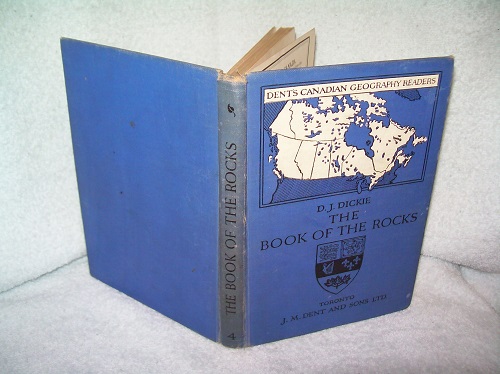 DENT'S CANADIAN GEOGRAPHY READERS
D. J. DICKIE
THE
BOOK OF THE ROCKS
TORONTO
J. M. DENT AND SONS LTD
THE BOOK OF THE ROCKS
4